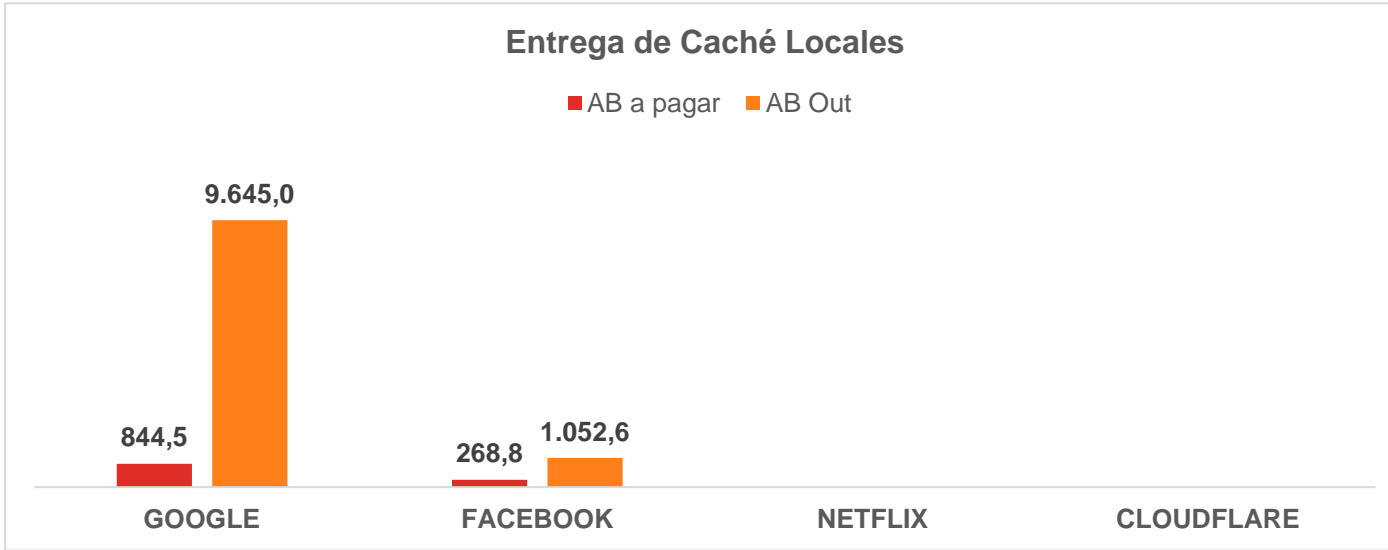 Entrega de Caché Locales
AB a pagar AB Out
9.645,0
844,5
268,8
1.052,6
GOOGLE FACEBOOK NETFLIX CLOUDFLARE